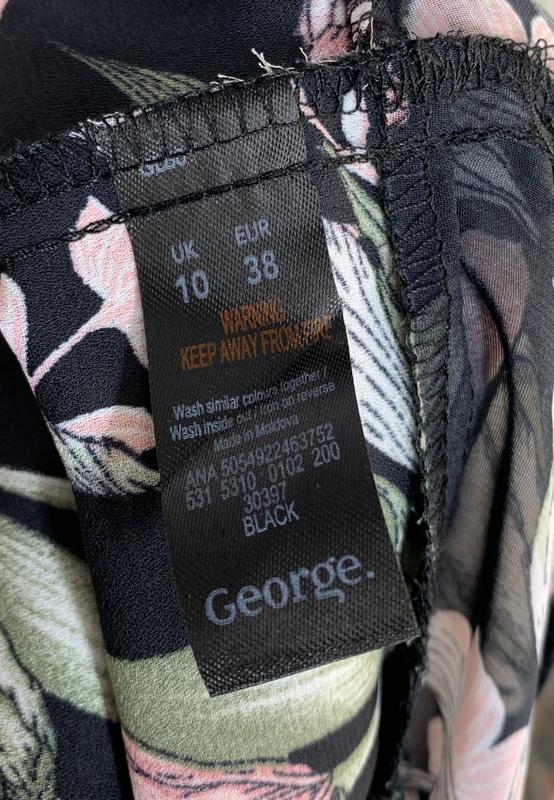 UK EUR
10 38
WARNING
KEEP AWAY FROM FIRE
Wash similar colours together /
Wash inside out / Iron on reverse
Made in Moldova
ANA 5054922463752
531 5310 0102 200
30397
BLACK
George.